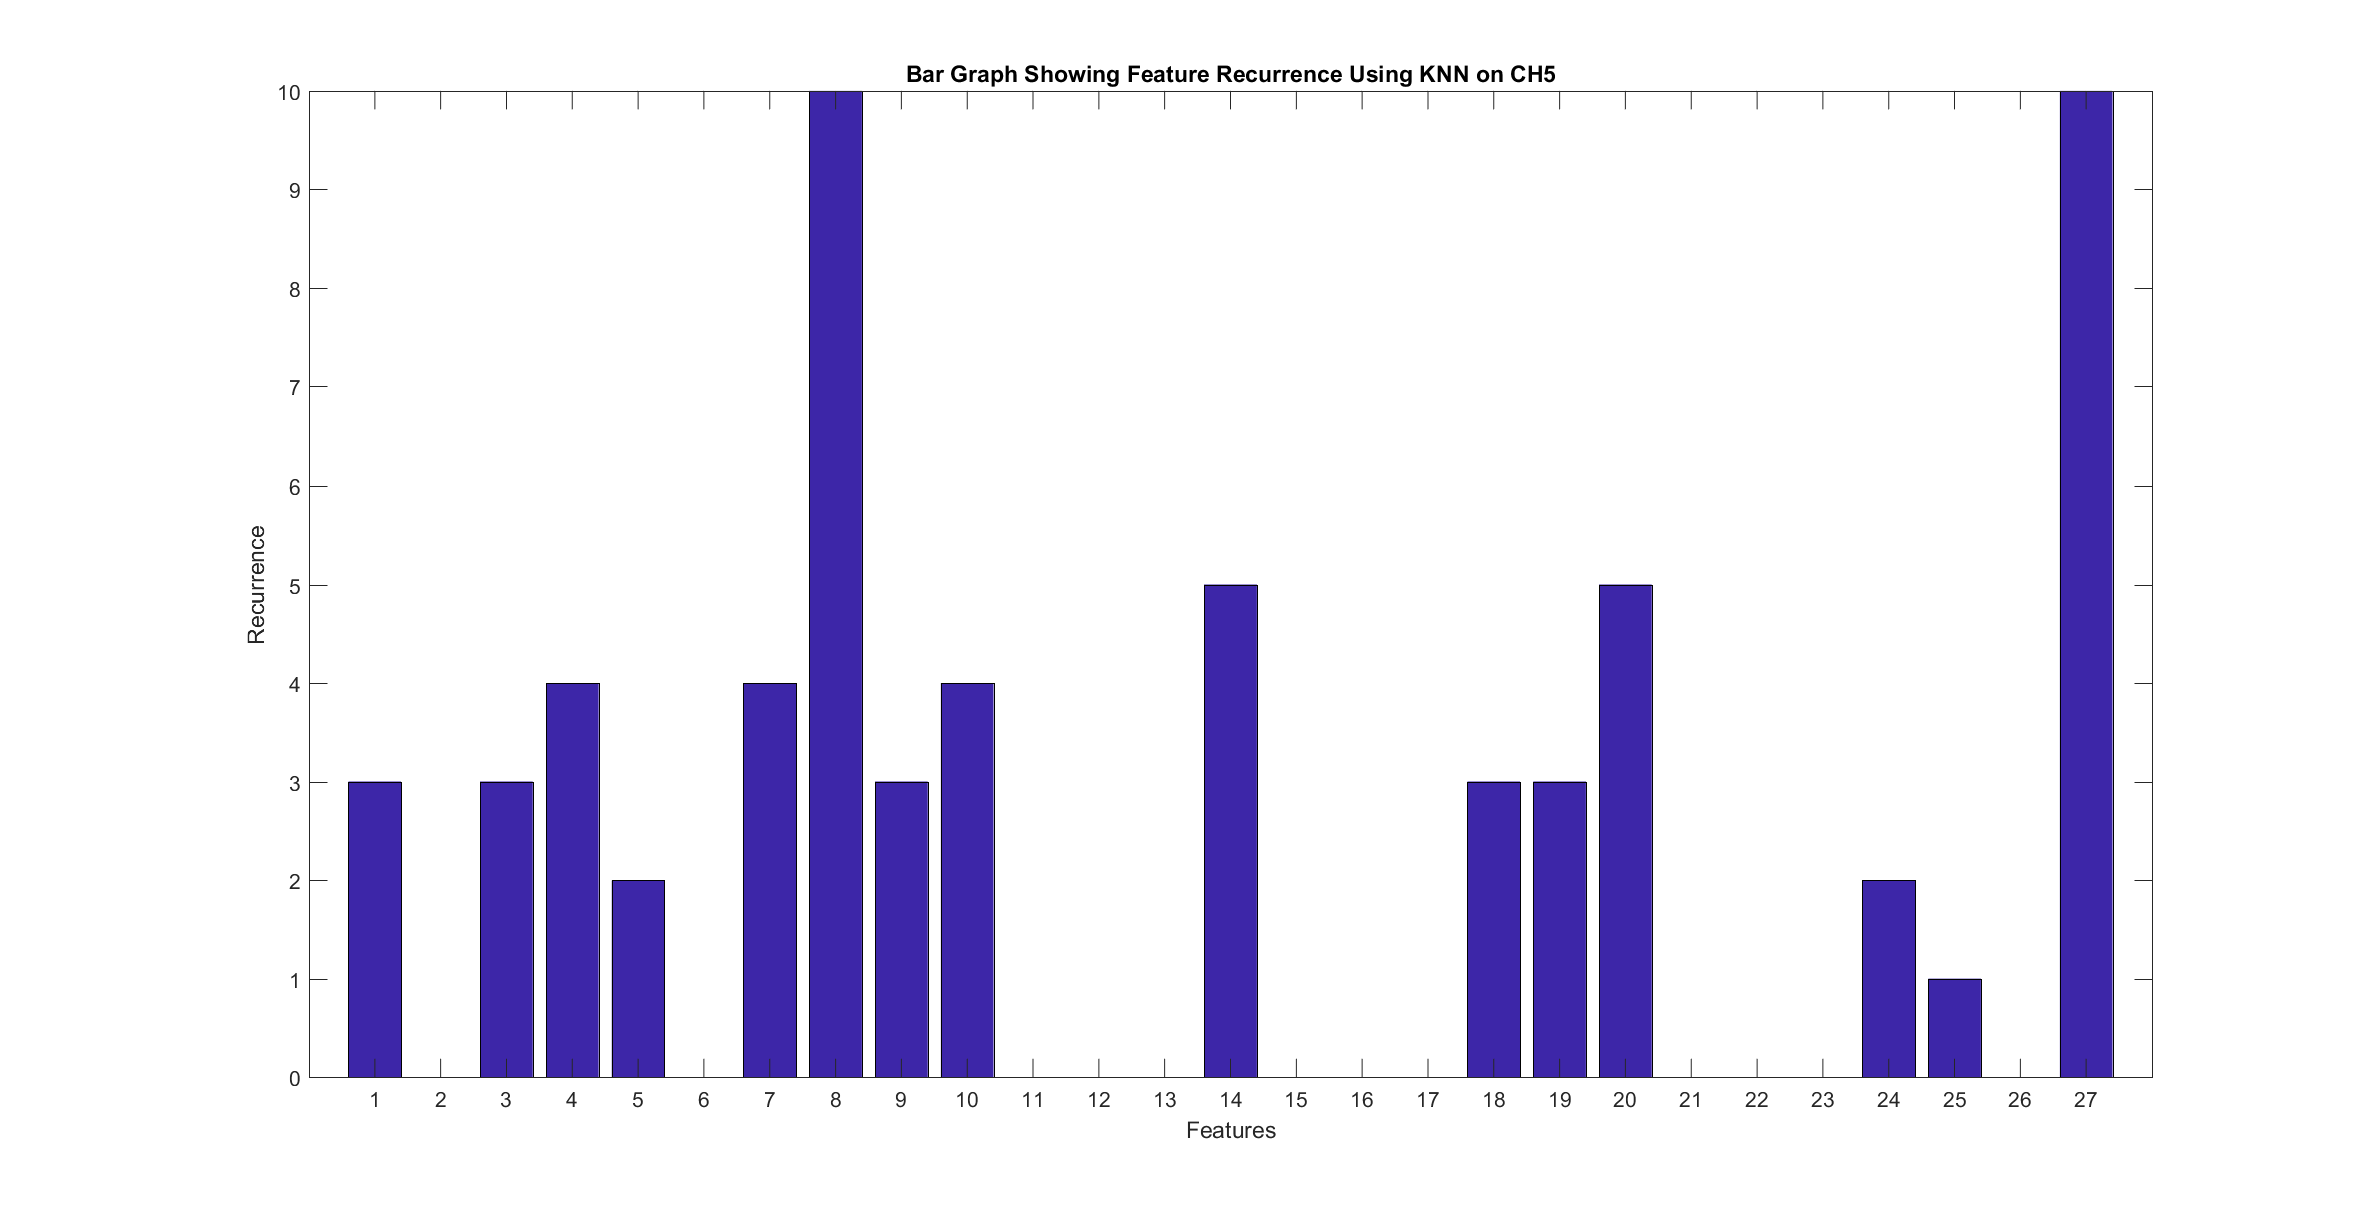 Bar Graph Showing Feature Recurrence Using KNN on CH5
10
9
8
7
6
5
4
3
2
1
0
Recurrence
1 2 3 4 5 6 7 8 9 10 11 12 13 14 15 16 17 18 19 20 21 22 23 24 25 26 27
Features